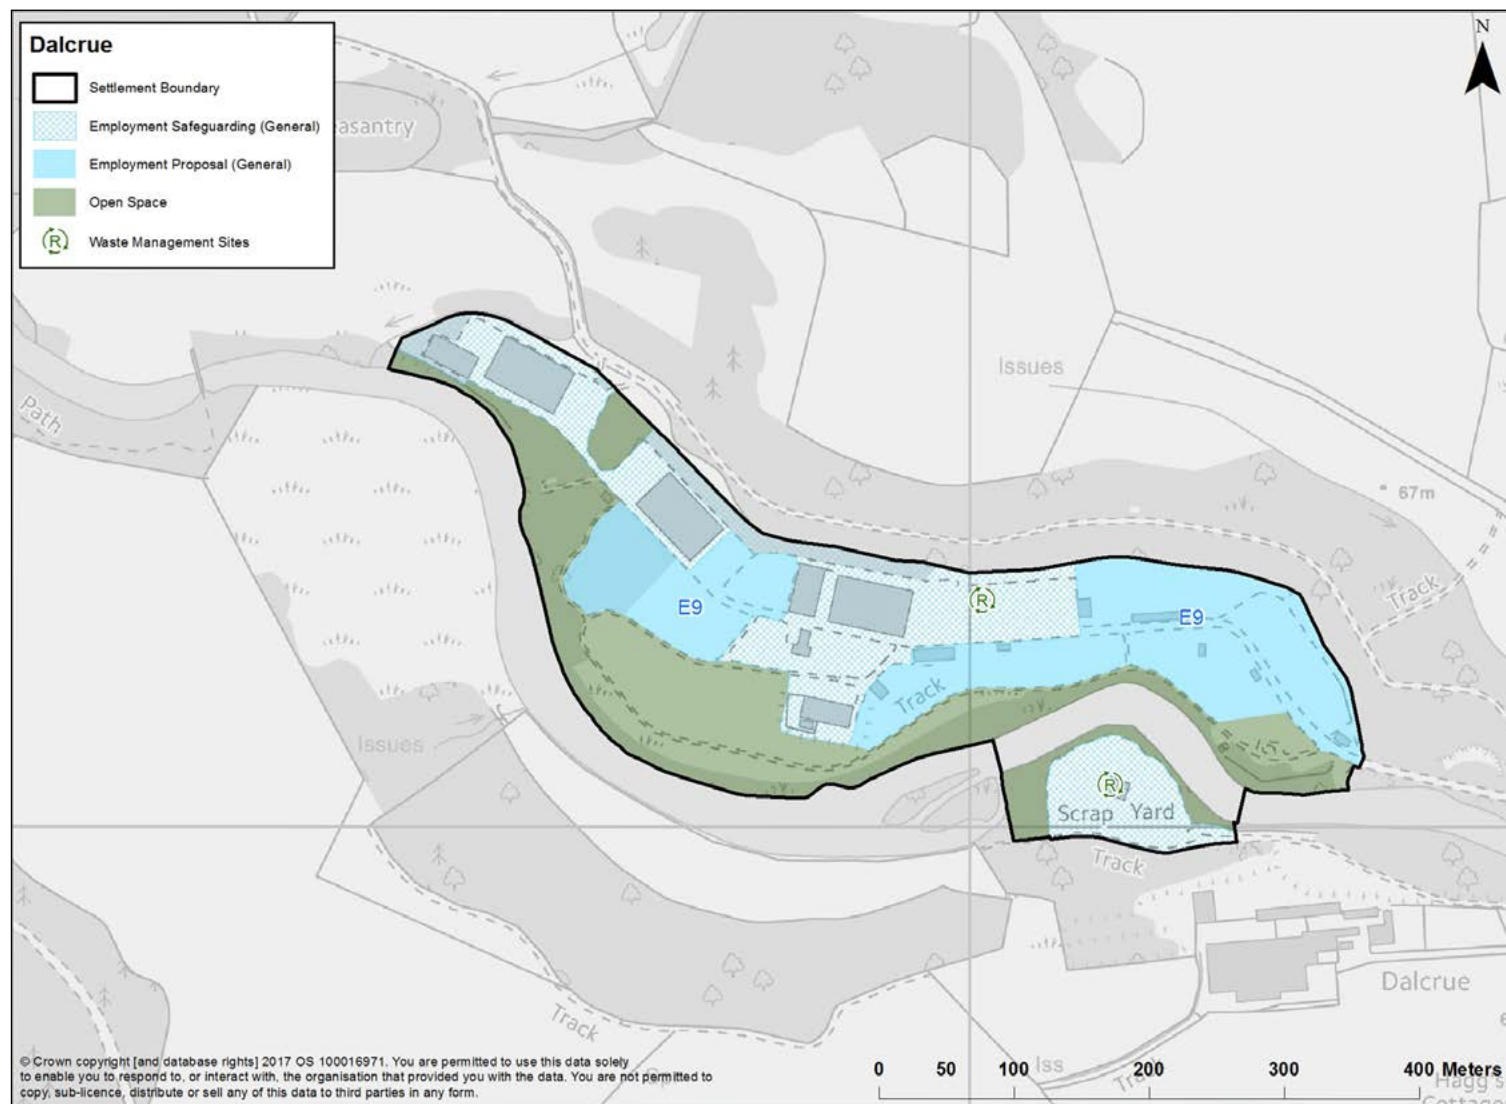 Dalcrue
Settlement Boundary
Employment Safeguarding (General)
Employment Proposal (General)
Open Space
Waste Management Sites
N
easantry
Issues
Path
67m
Track
R
E9
E9
Track
Issues
R
Scrap Yard
Track
Dalcrue
Track
Iss
Track
© Crown copyright [and database rights] 2017 OS 100016971. You are permitted to use this data solely
to enable you to respond to, or interact with, the organisation that provided you with the data. You are not permitted to
copy, sub-licence, distribute or sell any of this data to third parties in any form.
0 50 100 200 300 400 Meters
Hagg's